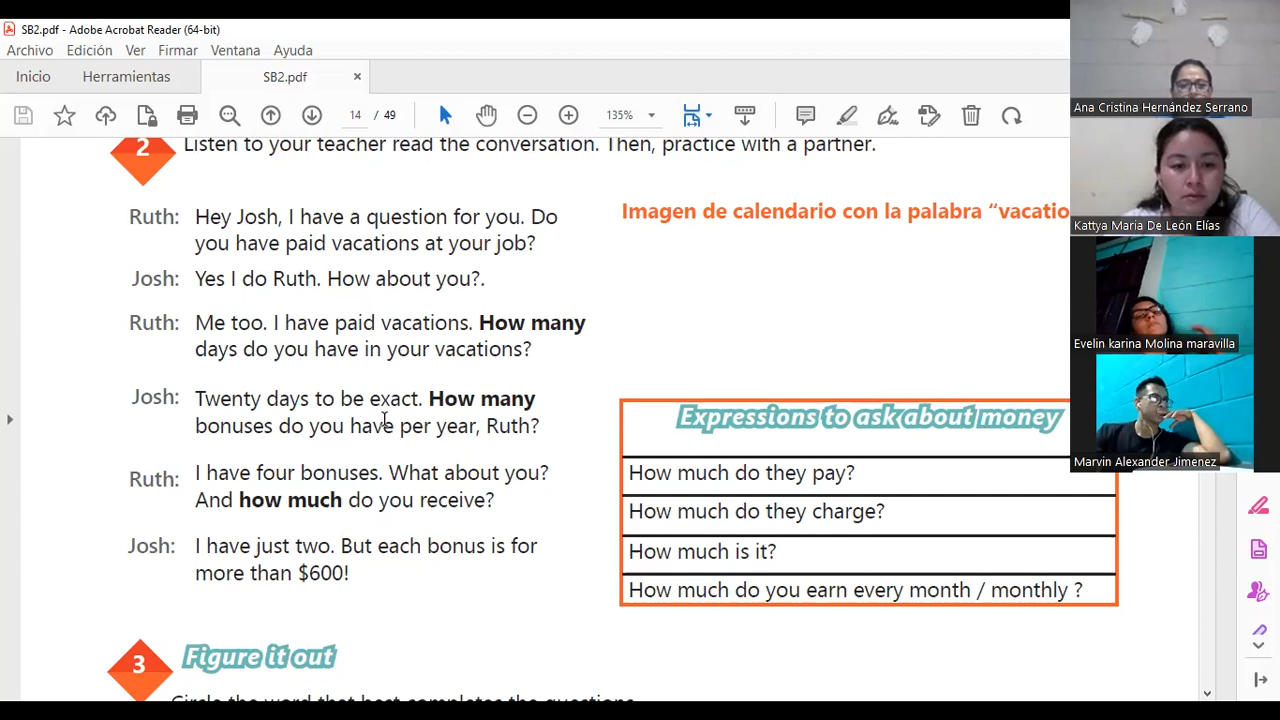 SB2.pdf - Adobe Acrobat Reader (64-bit)
Archivo Edición Ver Firmar Ventana Ayuda
Inicio Herramientas SB2.pdf ×
14 / 49 135%
2 Listen to your teacher read the conversation. Then, practice with a partner.
Ruth: Hey Josh, I have a question for you. Do
you have paid vacations at your job?
Josh: Yes I do Ruth. How about you?.
Ruth: Me too. I have paid vacations. How many
days do you have in your vacations?
Josh: Twenty days to be exact. How many
bonuses do you have per year, Ruth?
Ruth: I have four bonuses. What about you?
And how much do you receive?
Josh: I have just two. But each bonus is for
more than $600!
Imagen de calendario con la palabra “vacatio
Expressions to ask about money
How much do they pay?
How much do they charge?
How much is it?
How much do you earn every month / monthly ?
3 Figure it out
Circle the word that best completes the questions
Ana Cristina Hernández Serrano
Kattya Maria De León Elías
Evelin karina Molina maravilla
Marvin Alexander Jimenez